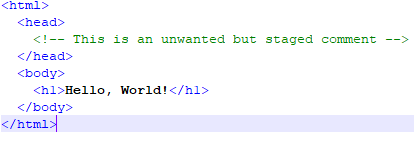 <html>
  <head>
    <!-- This is an unwanted but staged comment -->
  </head>
  <body>
    <h1>Hello, World!</h1>
  </body>
</html>